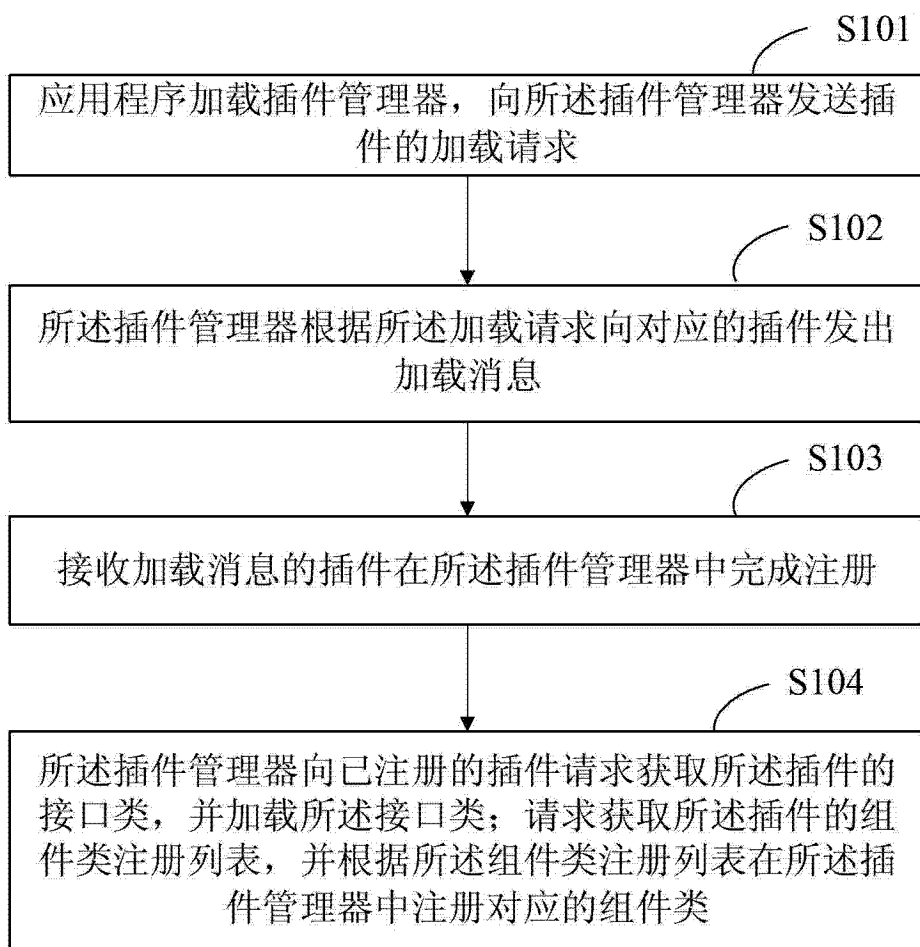 S101
应用程序加载插件管理器，向所述插件管理器发送插
件的加载请求
S102
所述插件管理器根据所述加载请求向对应的插件发出
加载消息
S103
接收加载消息的插件在所述插件管理器中完成注册
S104
所述插件管理器向已注册的插件请求获取所述插件的
接口类，并加载所述接口类；请求获取所述插件的组
件类注册列表，并根据所述组件类注册列表在所述插
件管理器中注册对应的组件类